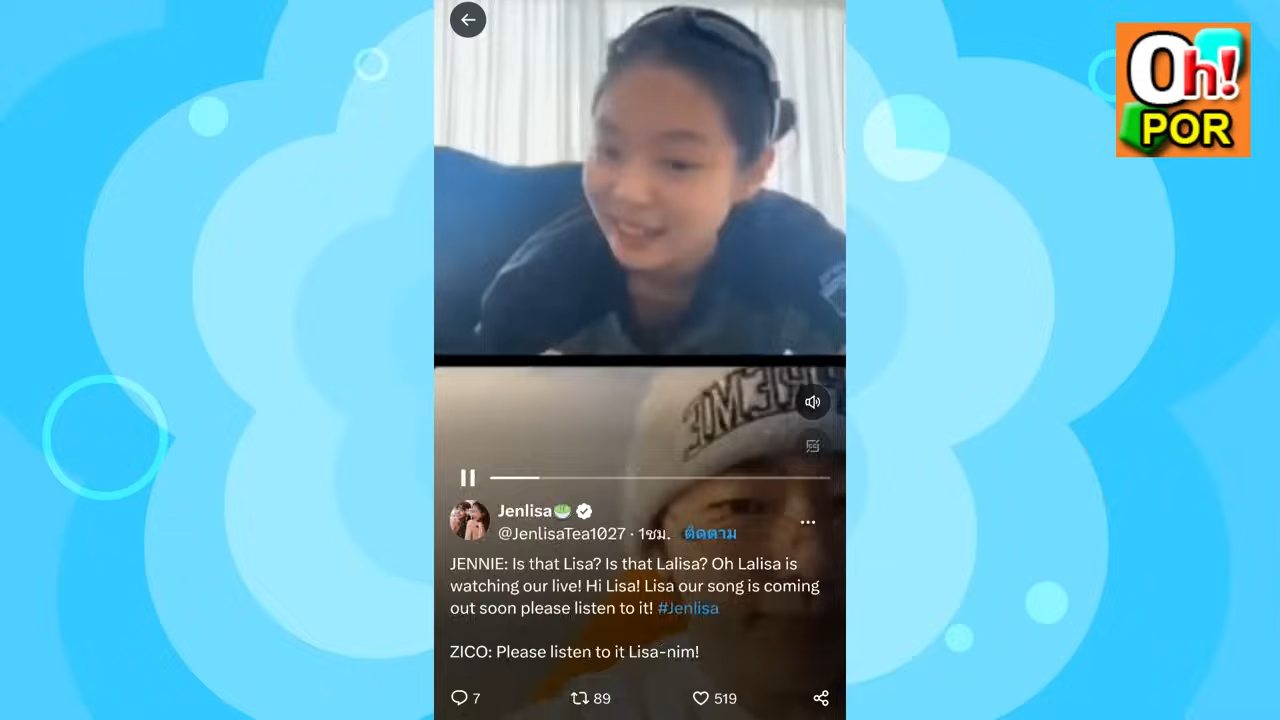 Oh!
POR
Jenlisa
@JenlisaTea1027 · 1ชม. ติดตาม
JENNIE: Is that Lisa? Is that Lalisa? Oh Lalisa is
watching our live! Hi Lisa! Lisa our song is coming
out soon please listen to it! #Jenlisa
ZICO: Please listen to it Lisa-nim!
7 89 519